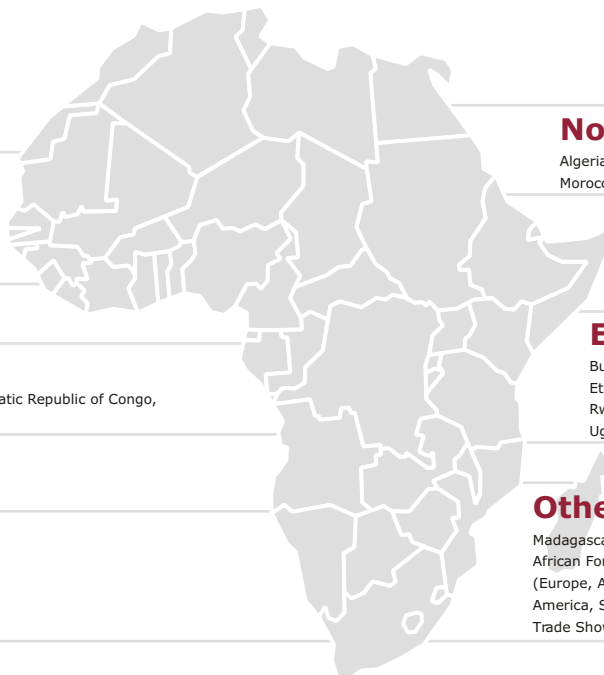 No
Algeria
Moroc
E
Bu
atic Republic of Congo,
Et
Rw
Ug
Othe
Madagasca
African For
(Europe, A
America, S
Trade Show